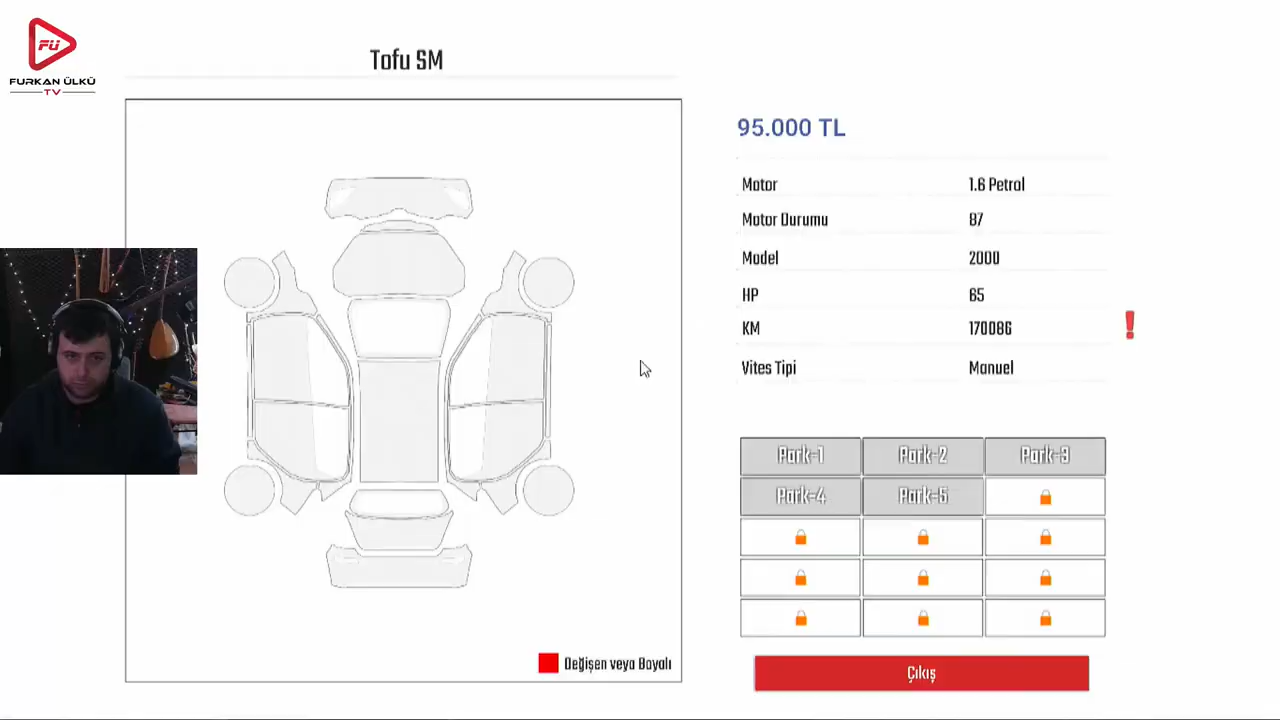 FU
FURKAN ÜLKÜ
TV
Tofu SM
95.000 TL
Motor 1.6 Petrol
Motor Durumu 87
Model 2000
HP 65
KM 170086
Vites Tipi Manuel
Park-1 Park-2 Park-3
Park-4 Park-5
Değişen veya Boyalı
Çıkış